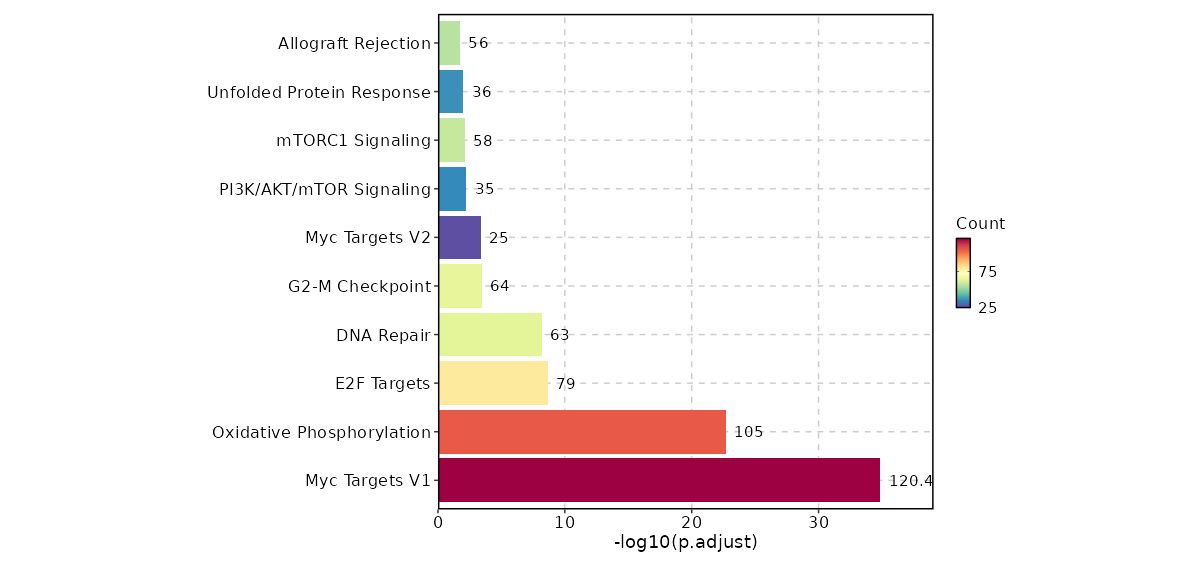 Allograft Rejection 56
Unfolded Protein Response 36
mTORC1 Signaling 58
PI3K/AKT/mTOR Signaling 35
Myc Targets V2 25
G2-M Checkpoint 64
DNA Repair 63
E2F Targets 79
Oxidative Phosphorylation 105
Myc Targets V1 120.4
0 10 20 30
-log10(p.adjust)
Count
75
25